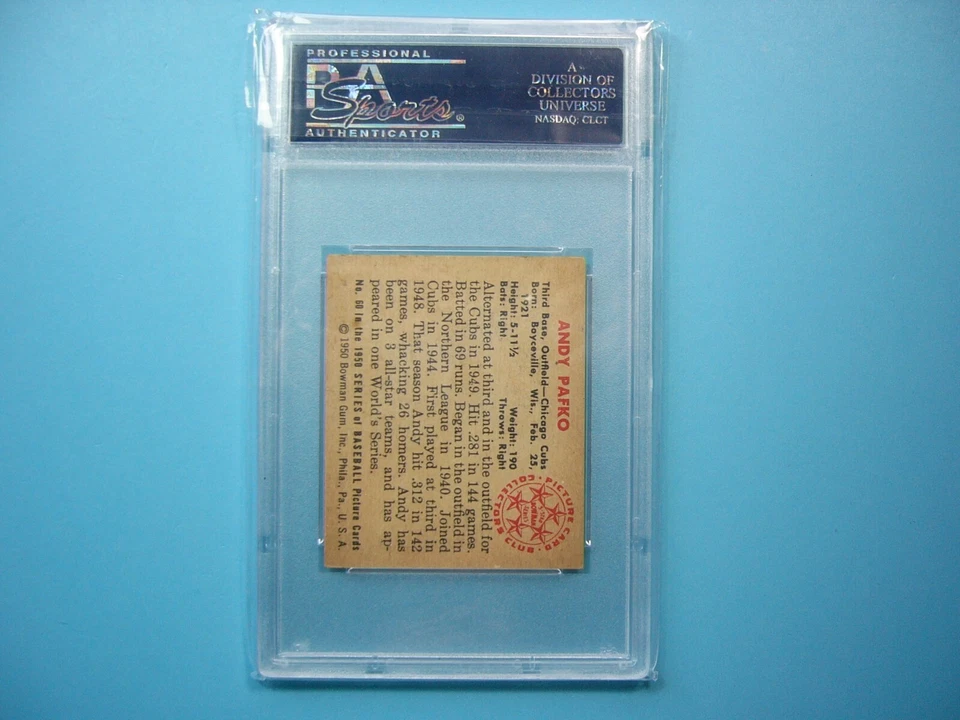 PROFESSIONAL
PSA
Sports®
AUTHENTICATOR
A
DIVISION OF
COLLECTORS
UNIVERSE
NASDAQ: CLCT
ANDY PAFKO
Third Base, Outfield—Chicago Cubs
Born: Boyceville, Wis., Feb. 25,
1921
Height: 5-11½ Weight: 190
Bats: Right Throws: Right
PICTURE CARD
COLLECTORS CLUB
Alternated at third and in the outfield for
the Cubs in 1949. Hit .281 in 144 games.
Batted in 69 runs. Began in the outfield in
the Northern League in 1940. Joined
Cubs in 1944. First played at third in
1948. That season Andy hit .312 in 142
games, whacking 26 homers. Andy has
been on 3 all-star teams, and has ap-
peared in one World's Series.
No. 60 in the 1950 SERIES of BASEBALL Picture Cards
© 1950 Bowman Gum, Inc., Phila., Pa., U. S. A.